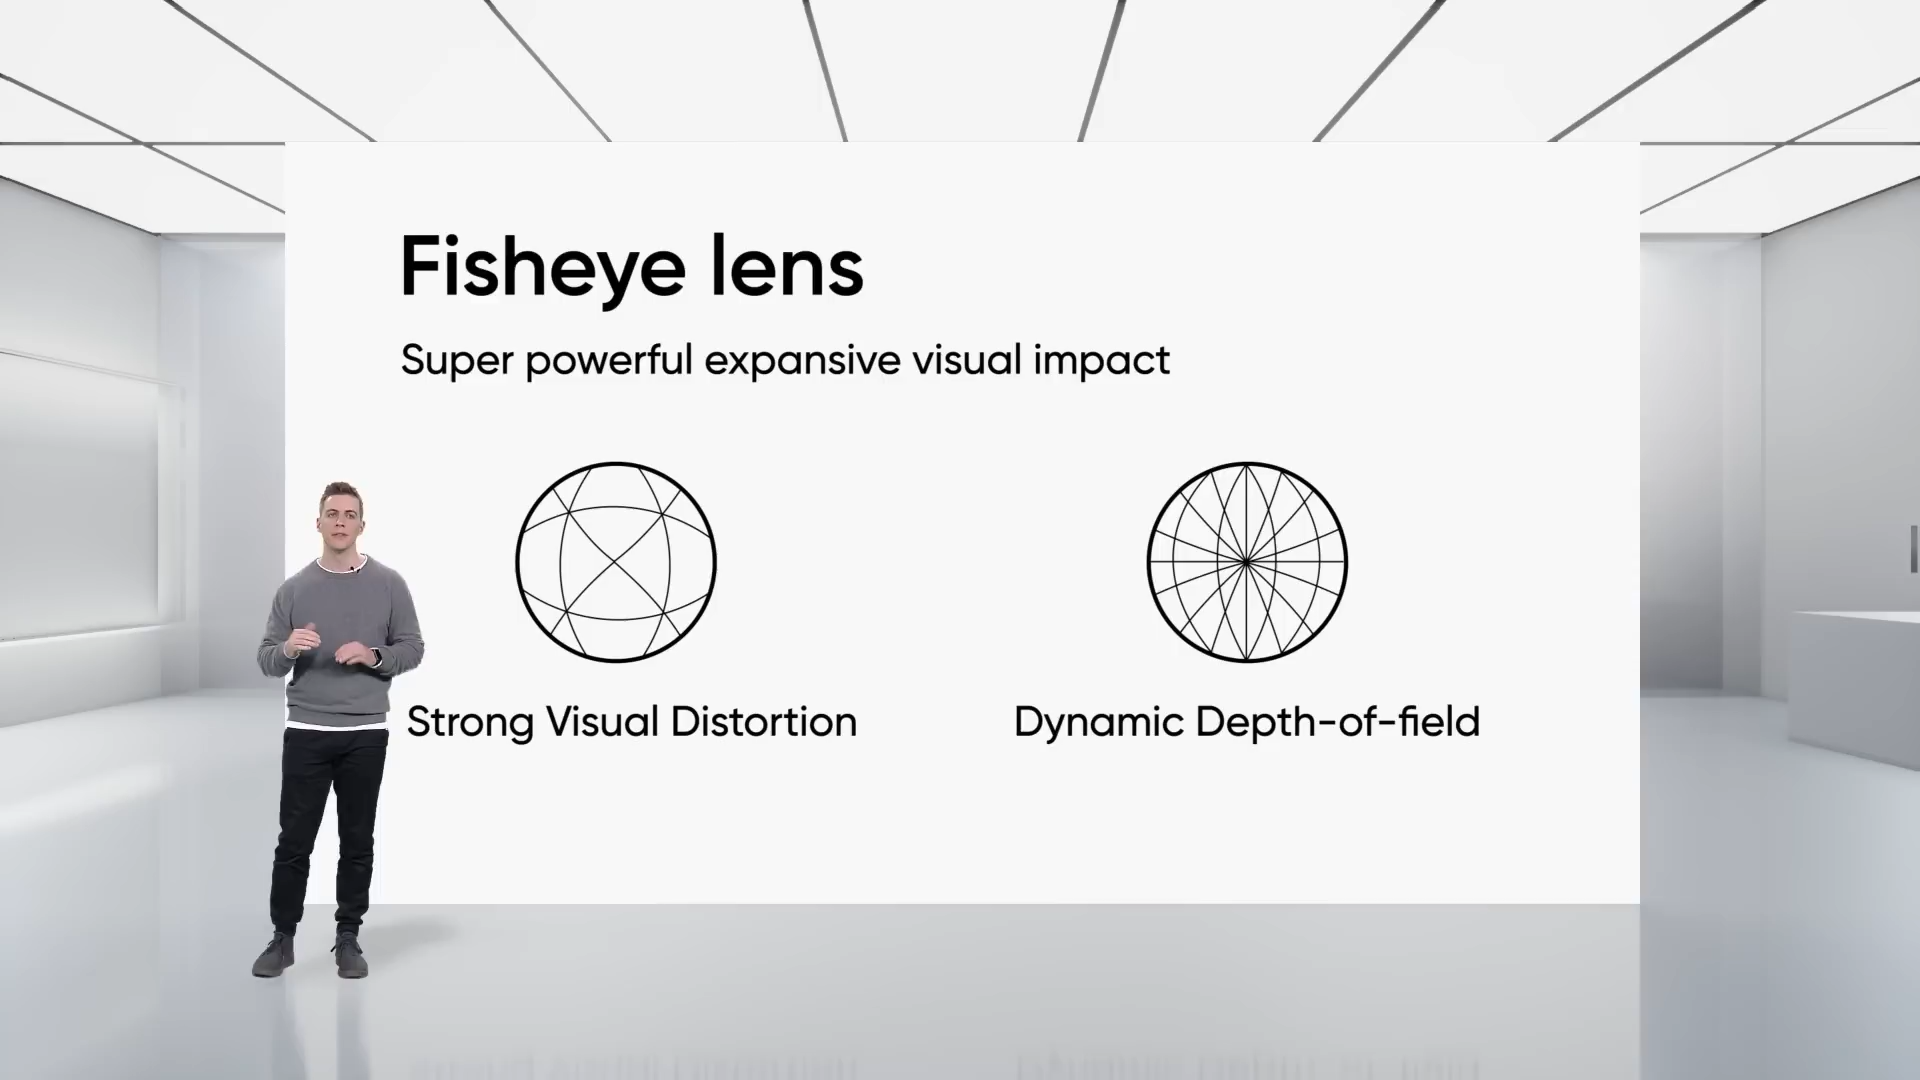 Fisheye lens
Super powerful expansive visual impact
Strong Visual Distortion
Dynamic Depth-of-field